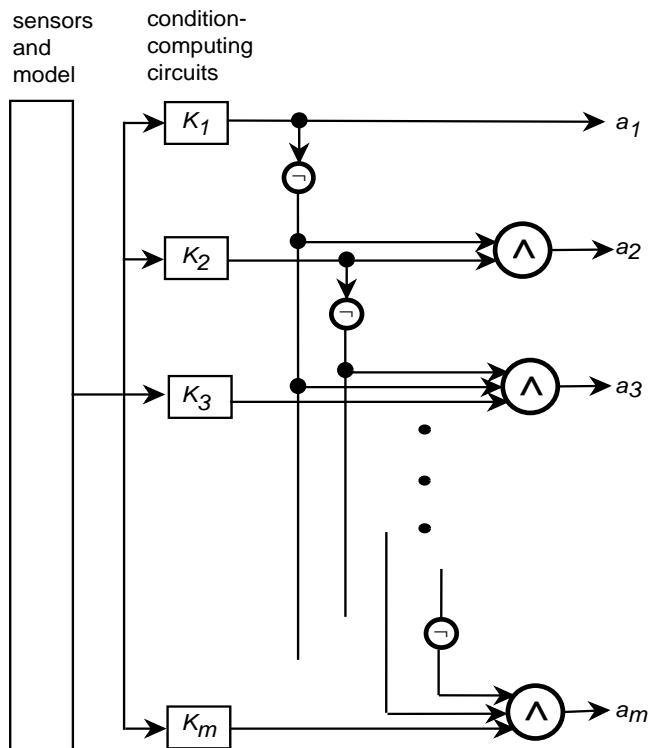 sensors
and
model
condition-
computing
circuits
K1
a1
¬
K2
∧
a2
¬
K3
∧
a3
¬
Km
∧
am